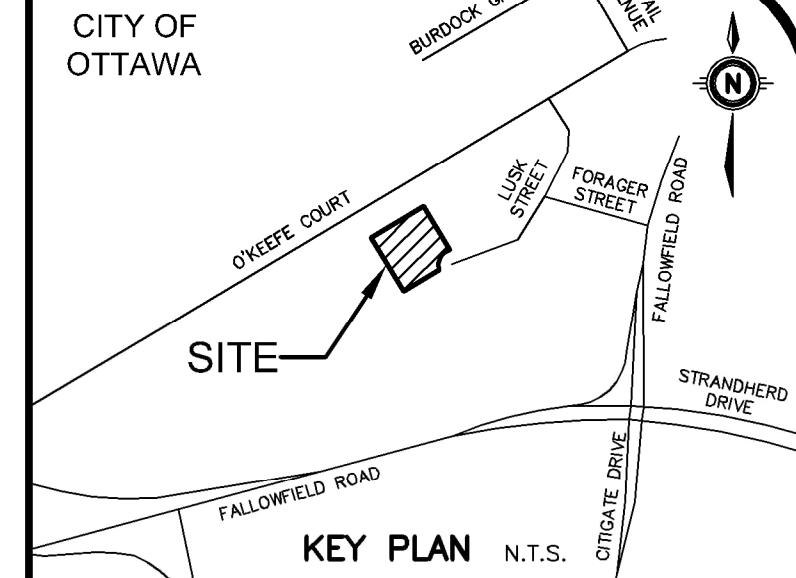 CITY OF
OTTAWA
BURDOCK
N
O'KEEFE COURT
LUSK
STREET
FORAGER
STREET
FALLOWFIELD ROAD
SITE
STRANDHERD
DRIVE
FALLOWFIELD ROAD
CITIGATE DRIVE
KEY PLAN N.T.S.